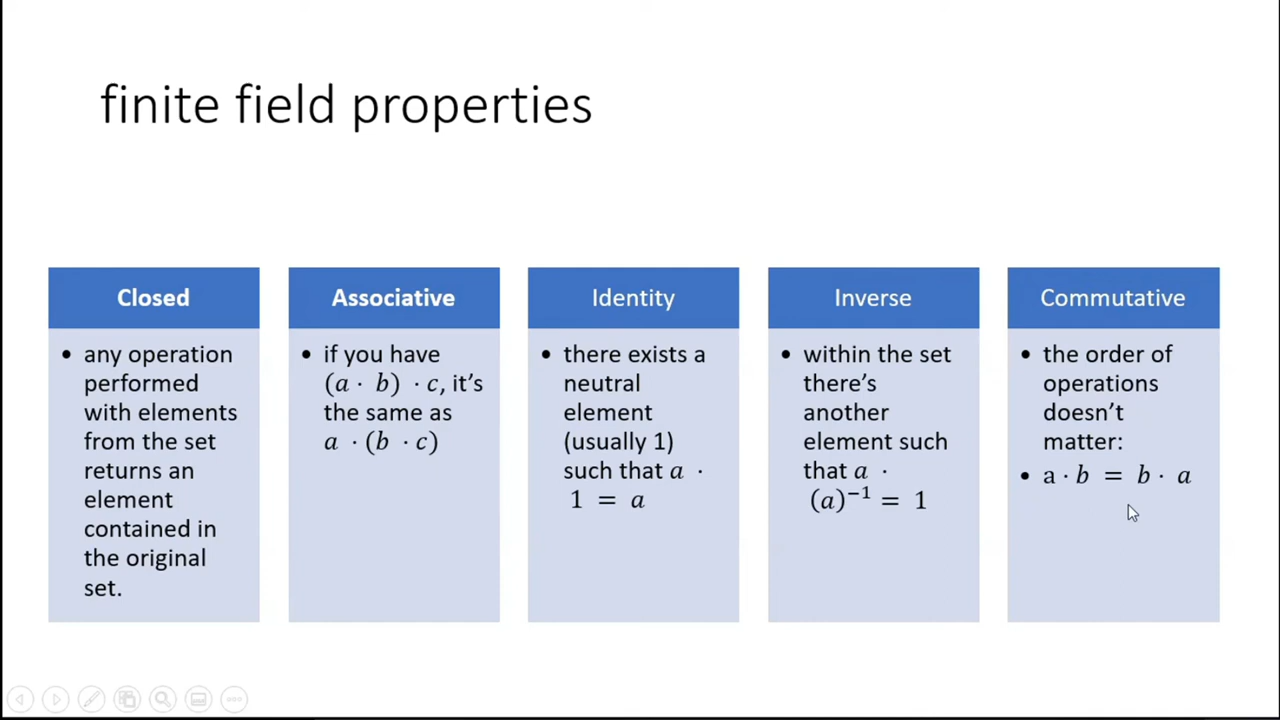 finite field properties
Closed
• any operation
performed
with elements
from the set
returns an
element
contained in
the original
set.
Associative
• if you have
(a · b) · c, it’s
the same as
a · (b · c)
Identity
• there exists a
neutral
element
(usually 1)
such that a ·
1 = a
Inverse
• within the set
there’s
another
element such
that a ·
(a)⁻¹ = 1
Commutative
• the order of
operations
doesn’t
matter:
• a · b = b · a